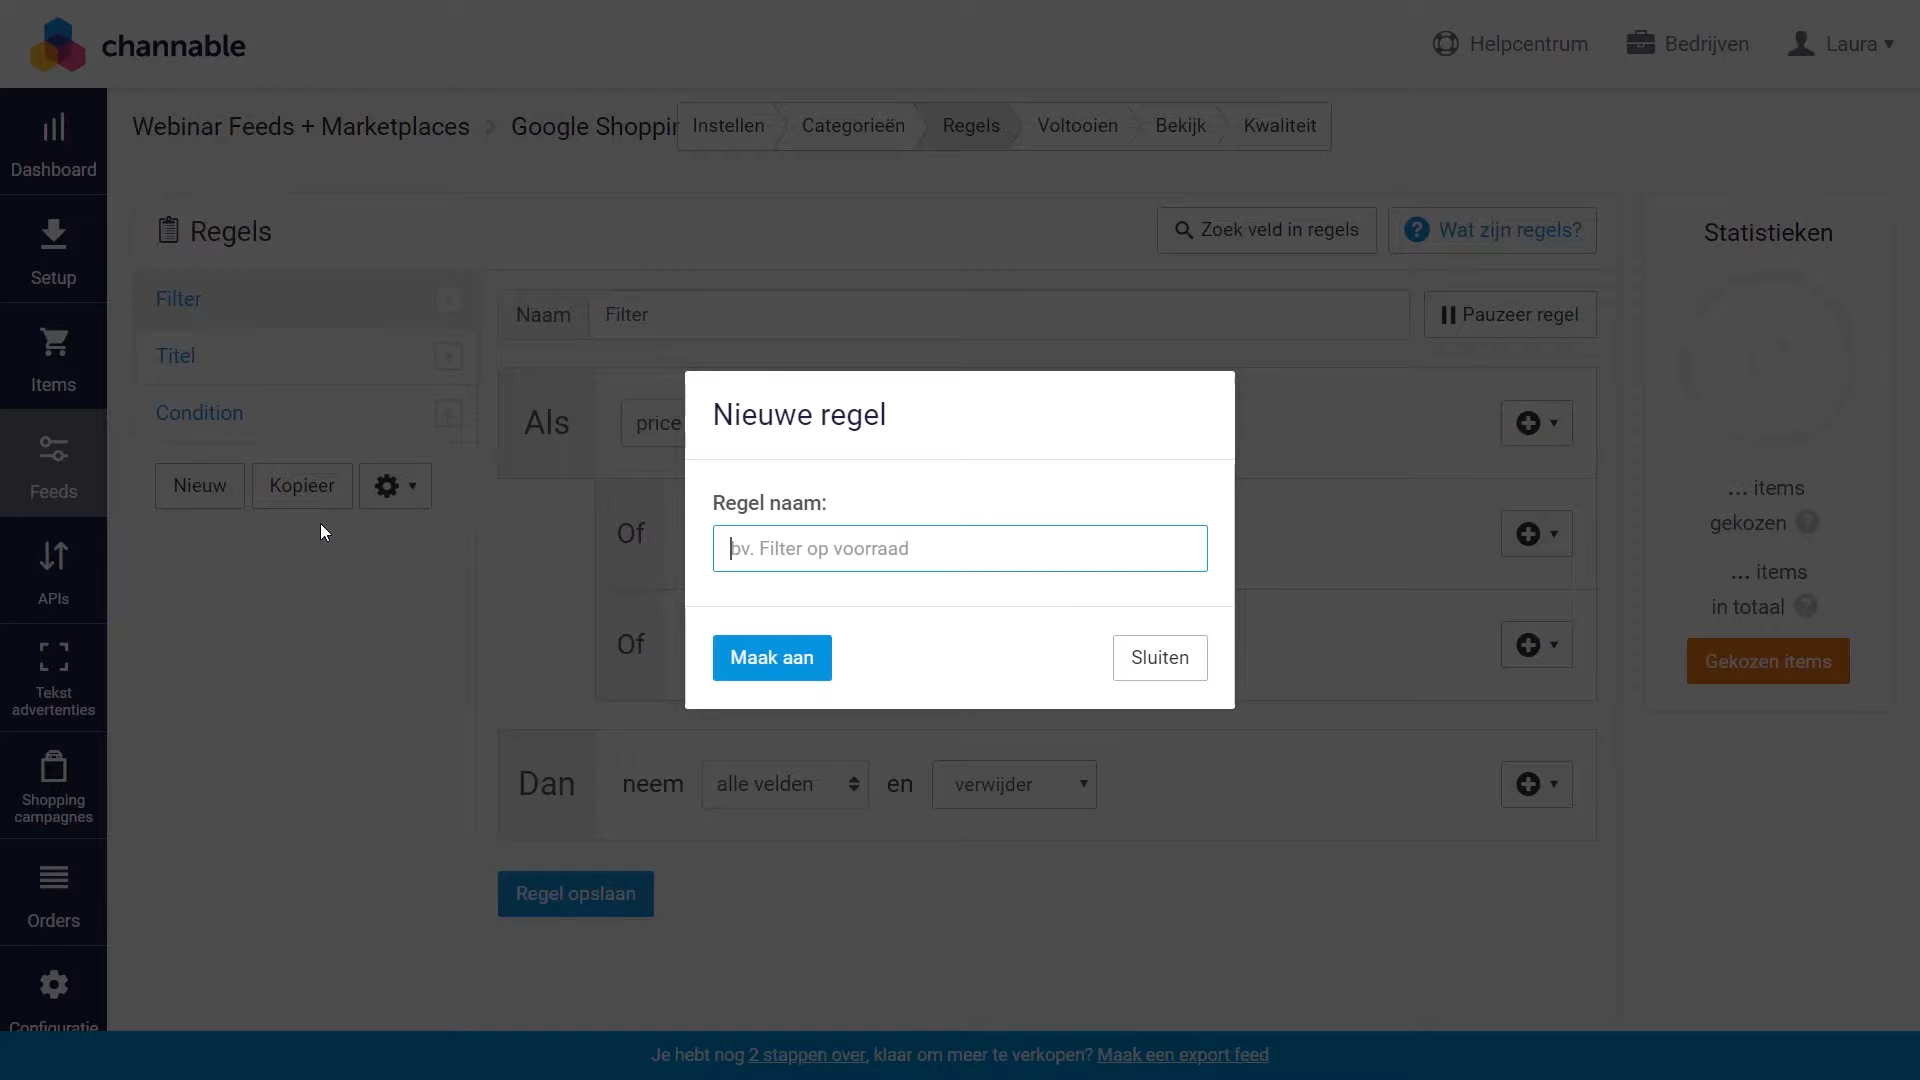 channable
Helpcentrum
Bedrijven
Laura
Webinar Feeds + Marketplaces
Google Shoppin
Instellen
Categorieën
Regels
Voltooien
Bekijk
Kwaliteit
Dashboard
Setup
Items
Feeds
APIs
Tekst
advertenties
Shopping
campagnes
Orders
Configuratie
Regels
Zoek veld in regels
Wat zijn regels?
Filter
Titel
Condition
Nieuw
Kopieer
Naam
Filter
Pauzeer regel
Als
price
Of
Of
Dan
neem
alle velden
en
verwijder
Regel opslaan
Nieuwe regel
Regel naam:
bv. Filter op voorraad
Maak aan
Sluiten
Statistieken
... items
gekozen
... items
in totaal
Gekozen items
Je hebt nog 2 stappen over, klaar om meer te verkopen? Maak een export feed